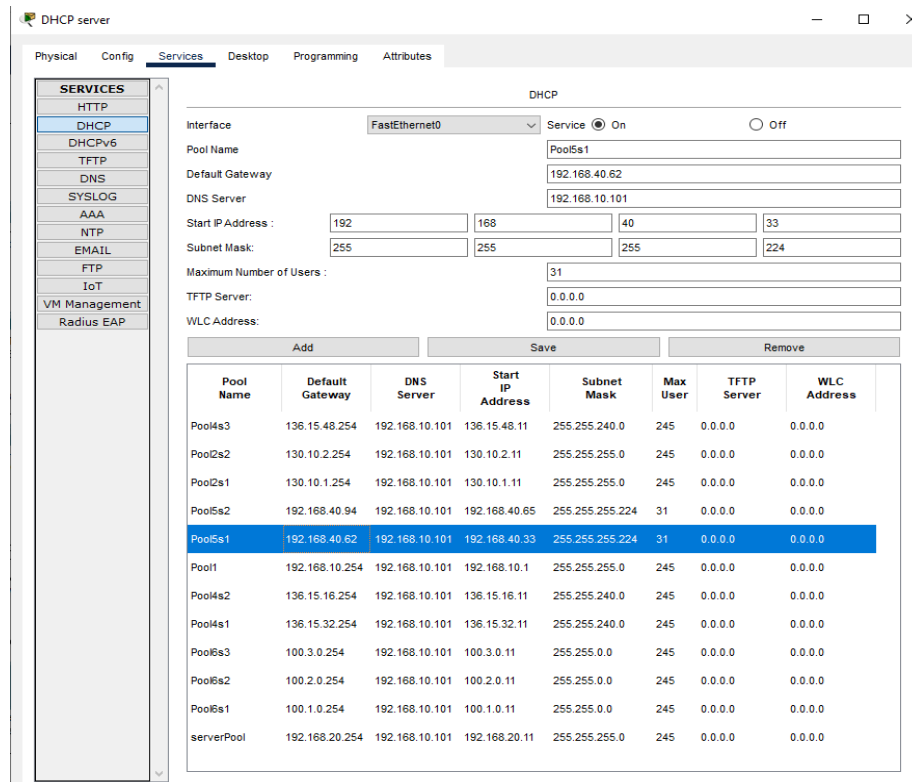 DHCP server
Physical Config Services Desktop Programming Attributes
SERVICES
HTTP
DHCP
DHCPv6
TFTP
DNS
SYSLOG
AAA
NTP
EMAIL
FTP
IoT
VM Management
Radius EAP
DHCP
Interface FastEthernet0 Service On Off
Pool Name Pool5s1
Default Gateway 192.168.40.62
DNS Server 192.168.10.101
Start IP Address : 192 168 40 33
Subnet Mask: 255 255 255 224
Maximum Number of Users : 31
TFTP Server: 0.0.0.0
WLC Address: 0.0.0.0
Add Save Remove
Pool Name Default Gateway DNS Server Start IP Address Subnet Mask Max User TFTP Server WLC Address
Pool4s3 136.15.48.254 192.168.10.101 136.15.48.11 255.255.240.0 245 0.0.0.0 0.0.0.0
Pool2s2 130.10.2.254 192.168.10.101 130.10.2.11 255.255.255.0 245 0.0.0.0 0.0.0.0
Pool2s1 130.10.1.254 192.168.10.101 130.10.1.11 255.255.255.0 245 0.0.0.0 0.0.0.0
Pool5s2 192.168.40.94 192.168.10.101 192.168.40.65 255.255.255.224 31 0.0.0.0 0.0.0.0
Pool5s1 192.168.40.62 192.168.10.101 192.168.40.33 255.255.255.224 31 0.0.0.0 0.0.0.0
Pool1 192.168.10.254 192.168.10.101 192.168.10.1 255.255.255.0 245 0.0.0.0 0.0.0.0
Pool4s2 136.15.16.254 192.168.10.101 136.15.16.11 255.255.240.0 245 0.0.0.0 0.0.0.0
Pool4s1 136.15.32.254 192.168.10.101 136.15.32.11 255.255.240.0 245 0.0.0.0 0.0.0.0
Pool6s3 100.3.0.254 192.168.10.101 100.3.0.11 255.255.0.0 245 0.0.0.0 0.0.0.0
Pool6s2 100.2.0.254 192.168.10.101 100.2.0.11 255.255.0.0 245 0.0.0.0 0.0.0.0
Pool6s1 100.1.0.254 192.168.10.101 100.1.0.11 255.255.0.0 245 0.0.0.0 0.0.0.0
serverPool 192.168.20.254 192.168.10.101 192.168.20.11 255.255.255.0 245 0.0.0.0 0.0.0.0